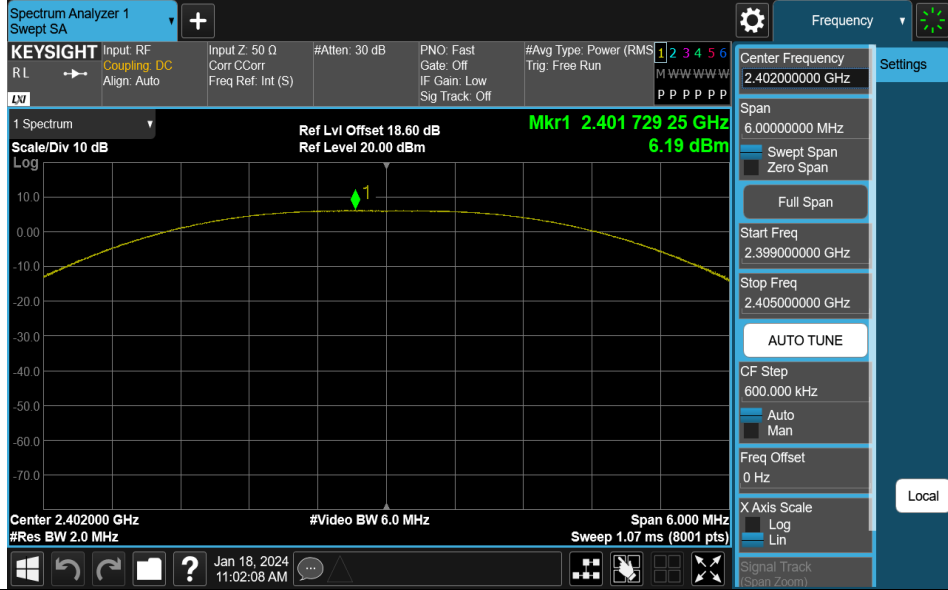 Spectrum Analyzer 1
Swept SA
+
Frequency
KEYSIGHT
R L
LXI
Input: RF
Coupling: DC
Align: Auto
Input Z: 50 Ω
Corr CCorr
Freq Ref: Int (S)
#Atten: 30 dB
PNO: Fast
Gate: Off
IF Gain: Low
Sig Track: Off
#Avg Type: Power (RMS
Trig: Free Run
1 2 3 4 5 6
M W W W W W
P P P P P P
1 Spectrum
Scale/Div 10 dB
Log
Ref Lvl Offset 18.60 dB
Ref Level 20.00 dBm
Mkr1 2.401 729 25 GHz
6.19 dBm
1
10.0
0.00
-10.0
-20.0
-30.0
-40.0
-50.0
-60.0
-70.0
Center 2.402000 GHz
#Res BW 2.0 MHz
#Video BW 6.0 MHz
Span 6.000 MHz
Sweep 1.07 ms (8001 pts)
Jan 18, 2024
11:02:08 AM
?
Center Frequency
2.402000000 GHz
Span
6.00000000 MHz
Swept Span
Zero Span
Full Span
Start Freq
2.399000000 GHz
Stop Freq
2.405000000 GHz
AUTO TUNE
CF Step
600.000 kHz
Auto
Man
Freq Offset
0 Hz
X Axis Scale
Log
Lin
Signal Track
(Span Zoom)
Settings
Local